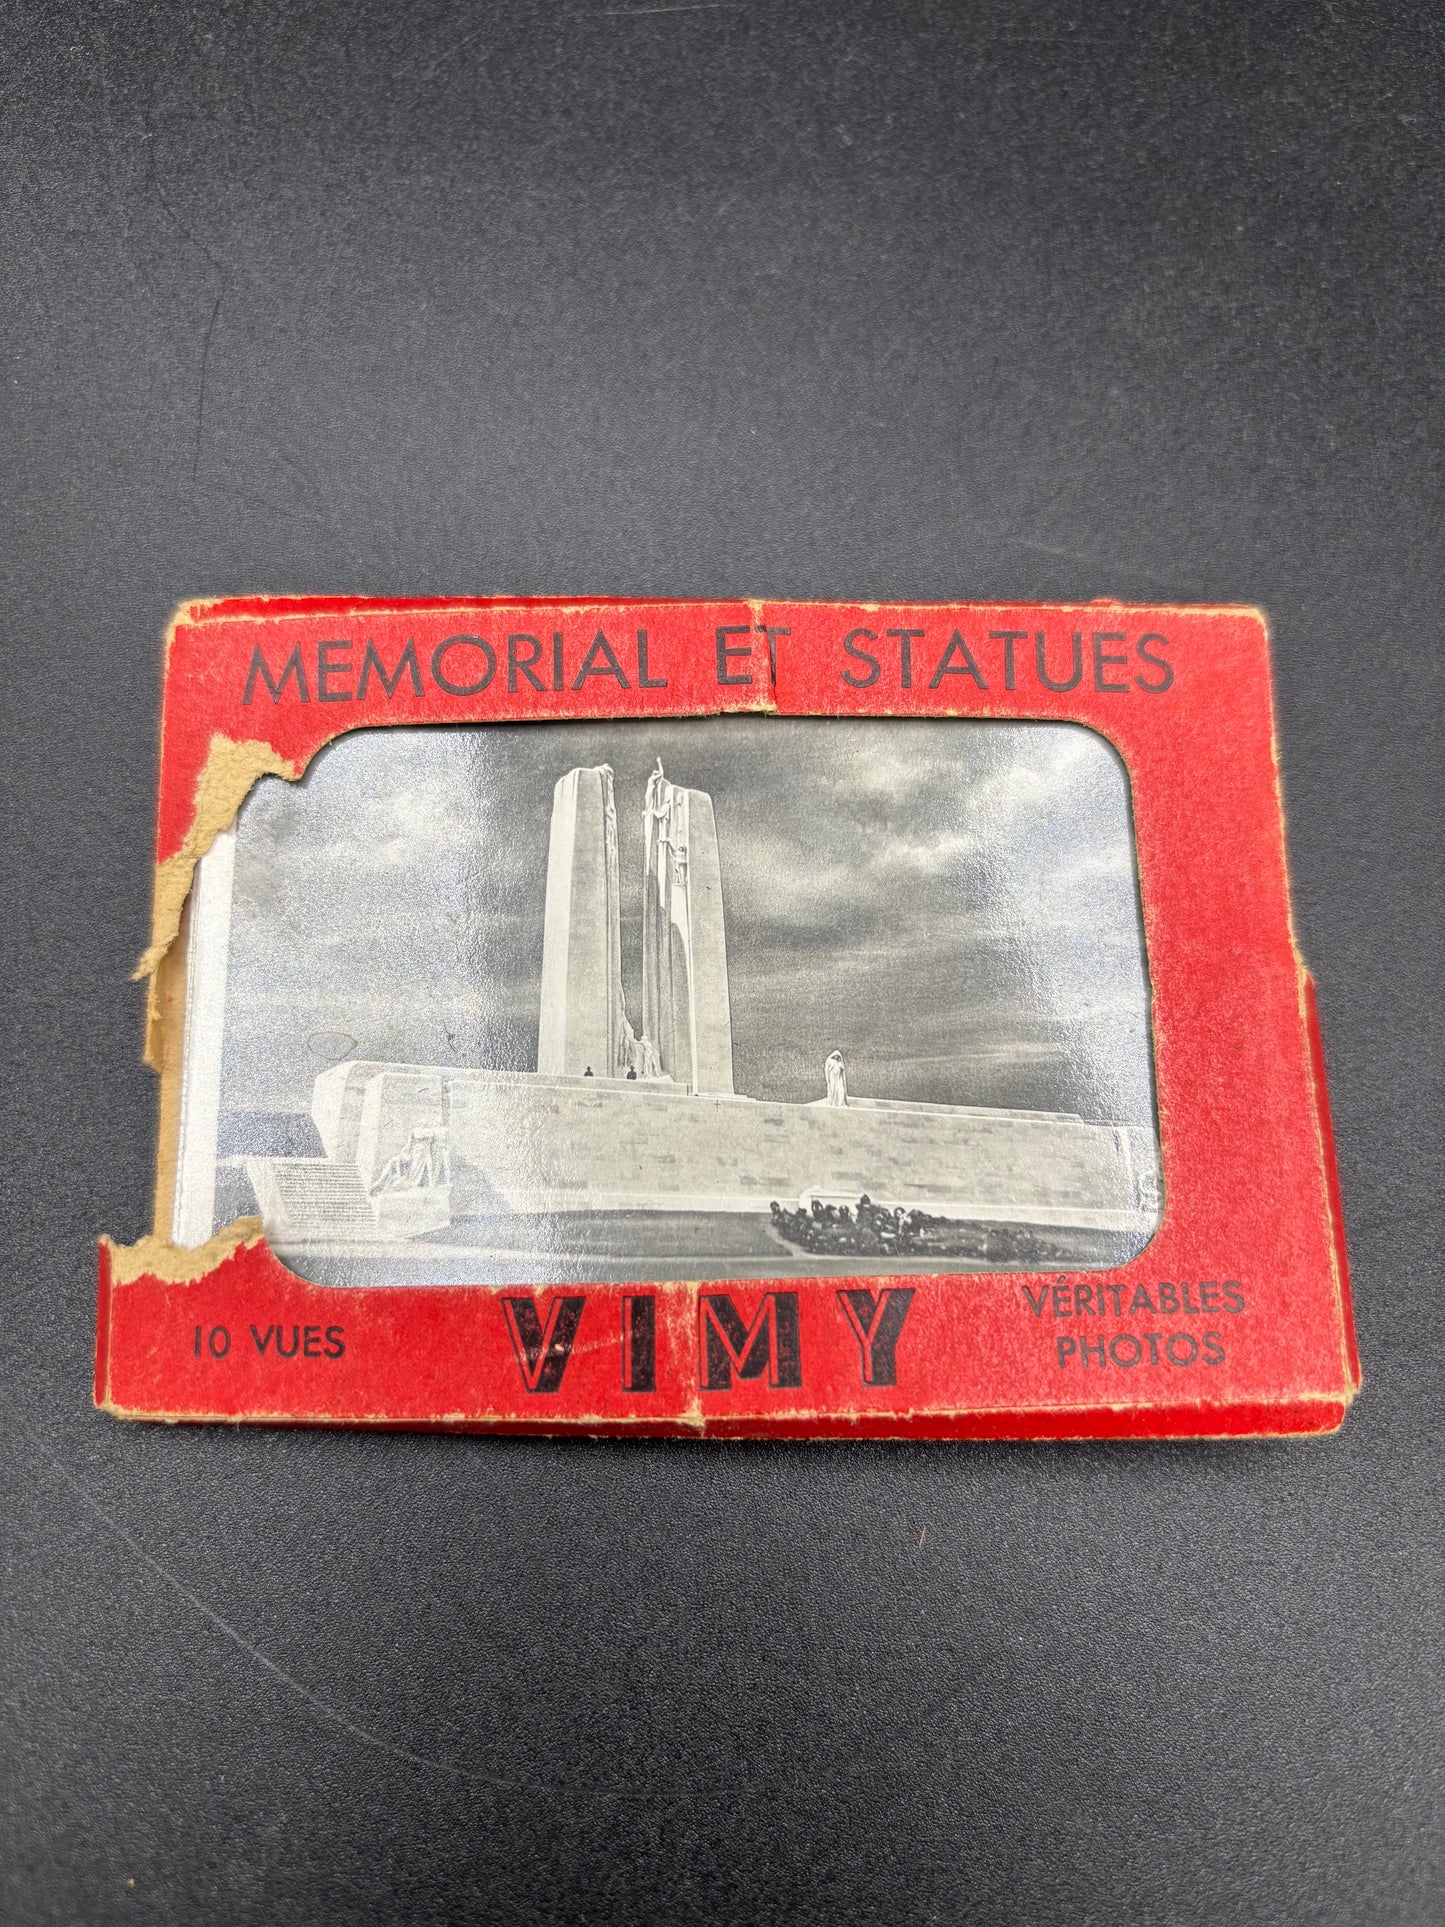 MEMORIAL ET STATUES
10 VUES
VIMY
VÉRITABLES
PHOTOS